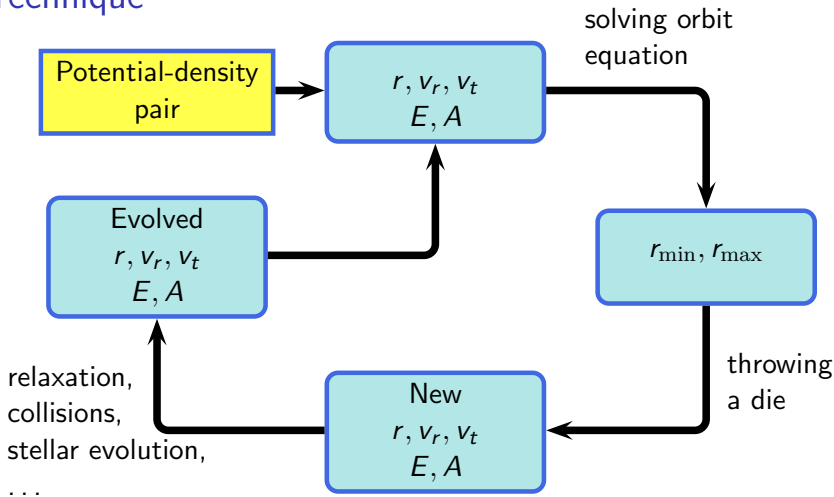 Technique
solving orbit
equation
Potential-density
pair
r, v_r, v_t
E, A
Evolved
r, v_r, v_t
E, A
r_min, r_max
relaxation,
collisions,
stellar evolution,
...
New
r, v_r, v_t
E, A
throwing
a die